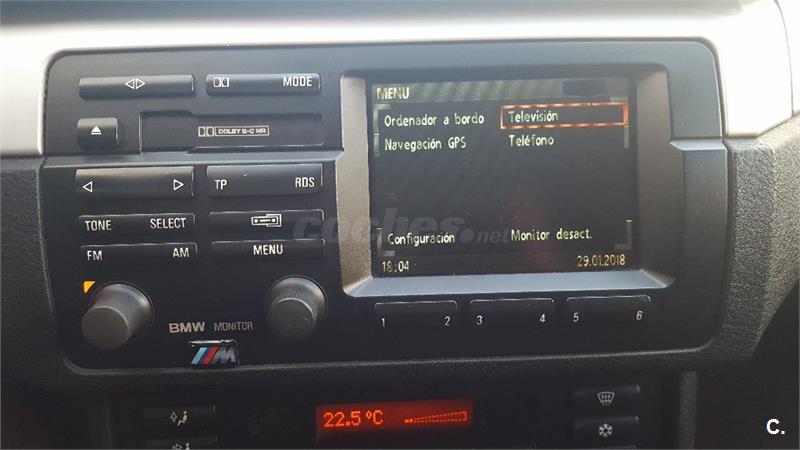 MODE
DOLBY B-C NR
TP RDS
TONE SELECT
FM AM
MENU
BMW MONITOR
M
MENU
Ordenador a bordo Televisión
Navegación GPS Teléfono
Configuración Monitor desact.
18:04 29.01.2018
1 2 3 4 5 6
22.5°C
coches.net
C.